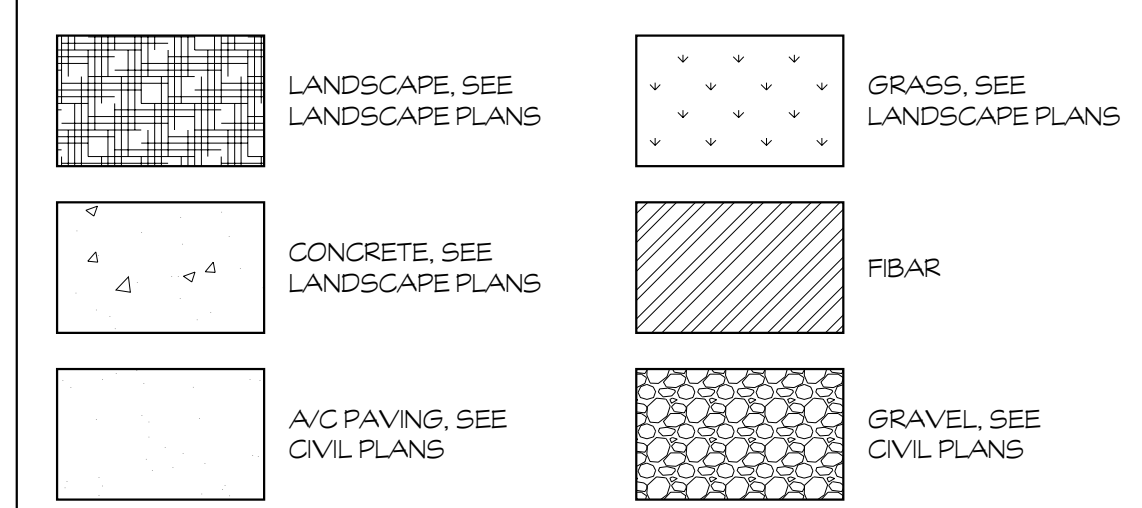 LANDSCAPE, SEE
LANDSCAPE PLANS
GRASS, SEE
LANDSCAPE PLANS
CONCRETE, SEE
LANDSCAPE PLANS
FIBAR
A/C PAVING, SEE
CIVIL PLANS
GRAVEL, SEE
CIVIL PLANS